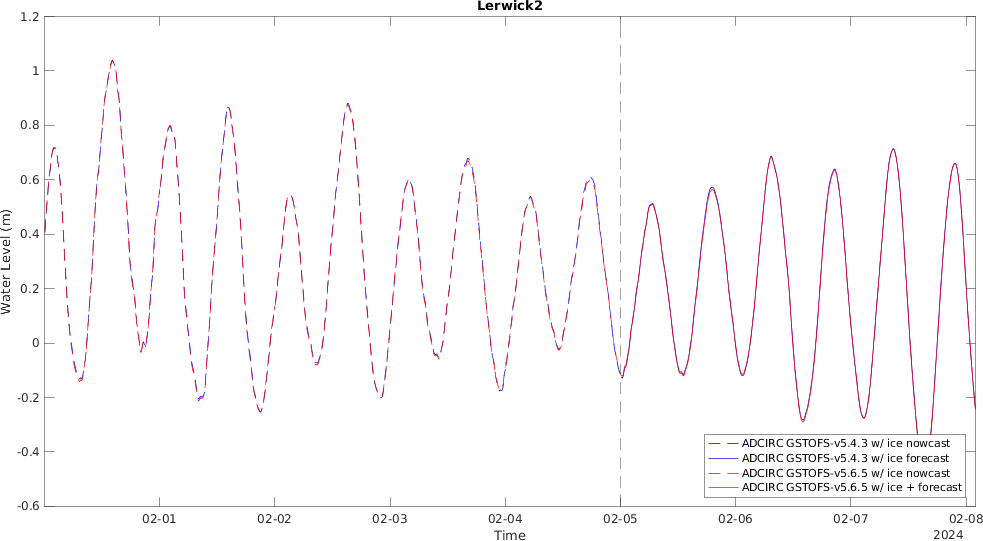 Lerwick2
1.2
1
0.8
0.6
0.4
0.2
0
-0.2
-0.4
-0.6
Water Level (m)
02-01 02-02 02-03 02-04 02-05 02-06 02-07 02-08
Time
2024
ADCIRC GSTOFS-v5.4.3 w/ ice nowcast
ADCIRC GSTOFS-v5.4.3 w/ ice forecast
ADCIRC GSTOFS-v5.6.5 w/ ice nowcast
ADCIRC GSTOFS-v5.6.5 w/ ice + forecast